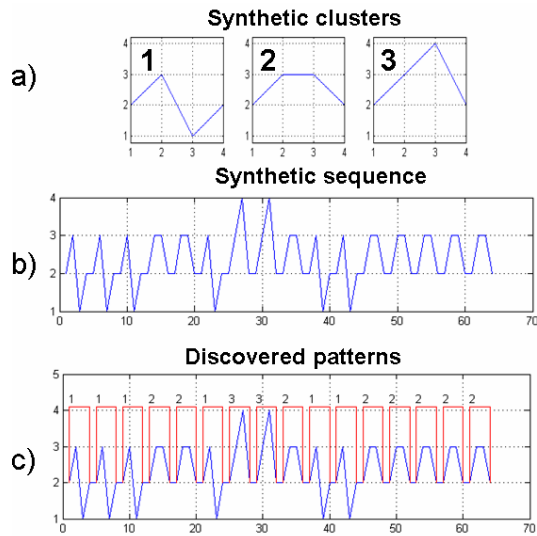 Synthetic clusters
a)
1 2 3
4 4 4
3 3 3
2 2 2
1 1 1
1 2 3 4 1 2 3 4 1 2 3 4
Synthetic sequence
b)
4
3
2
1
0 10 20 30 40 50 60 70
Discovered patterns
c)
5
1 1 1 2 2 1 3 3 2 1 1 2 2 2 2 2
4
3
2
1
0 10 20 30 40 50 60 70